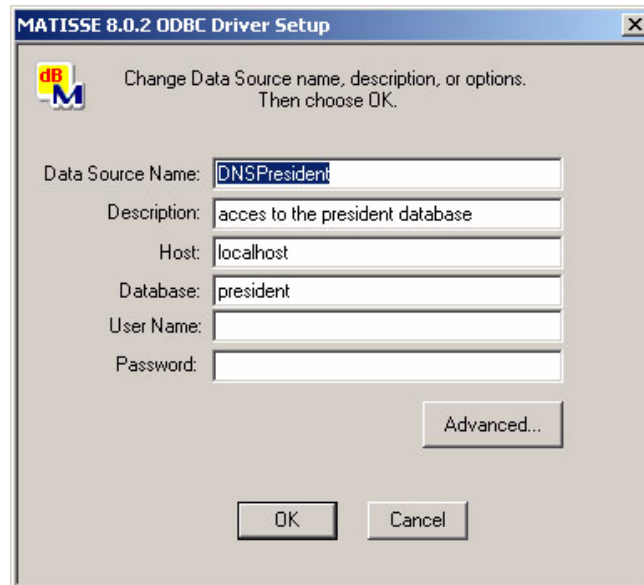 MATISSE 8.0.2 ODBC Driver Setup
dB
M
Change Data Source name, description, or options.
Then choose OK.
Data Source Name: DNSPresident
Description: acces to the president database
Host: localhost
Database: president
User Name:
Password:
Advanced...
OK Cancel